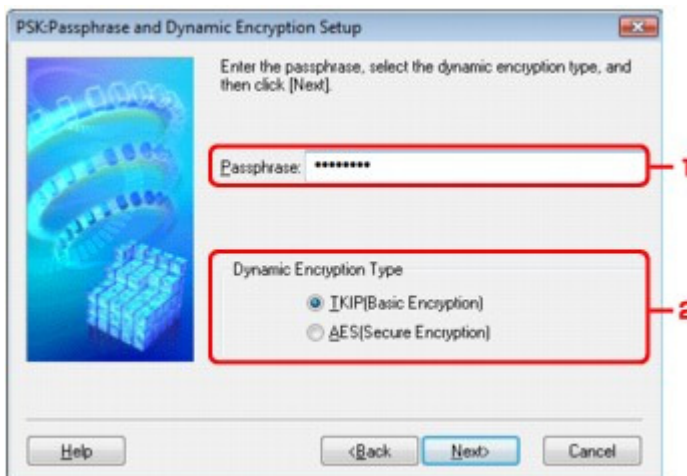 PSK:Passphrase and Dynamic Encryption Setup
Enter the passphrase, select the dynamic encryption type, and
then click [Next].
Passphrase: ••••••••
1
Dynamic Encryption Type
TKIP(Basic Encryption)
AES(Secure Encryption)
2
Help
<Back
Next>
Cancel